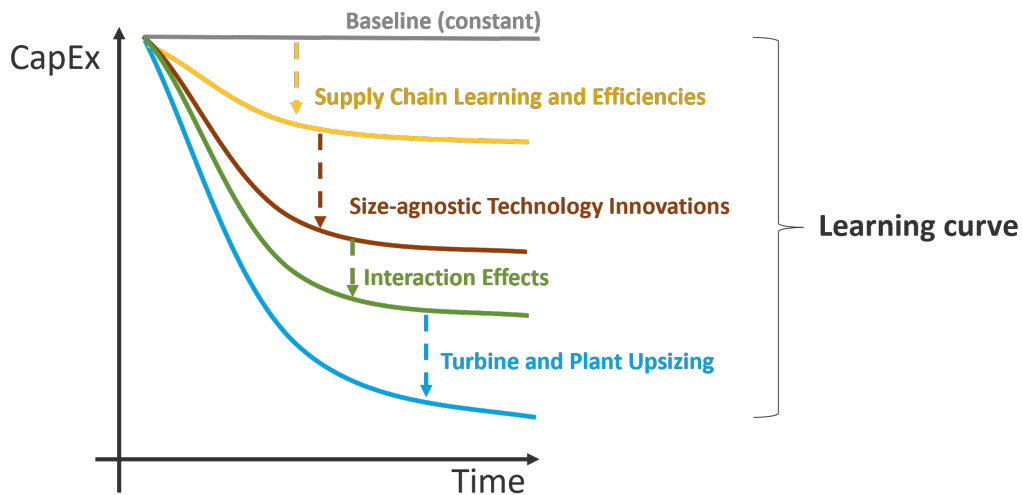 Baseline (constant)
CapEx
Supply Chain Learning and Efficiencies
Size-agnostic Technology Innovations
Learning curve
Interaction Effects
Turbine and Plant Upsizing
Time